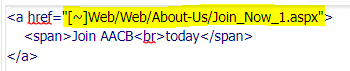 <a href="[~]Web/Web/About-Us/Join_Now_1.aspx">
<span>Join AACB<br>today</span>
</a>